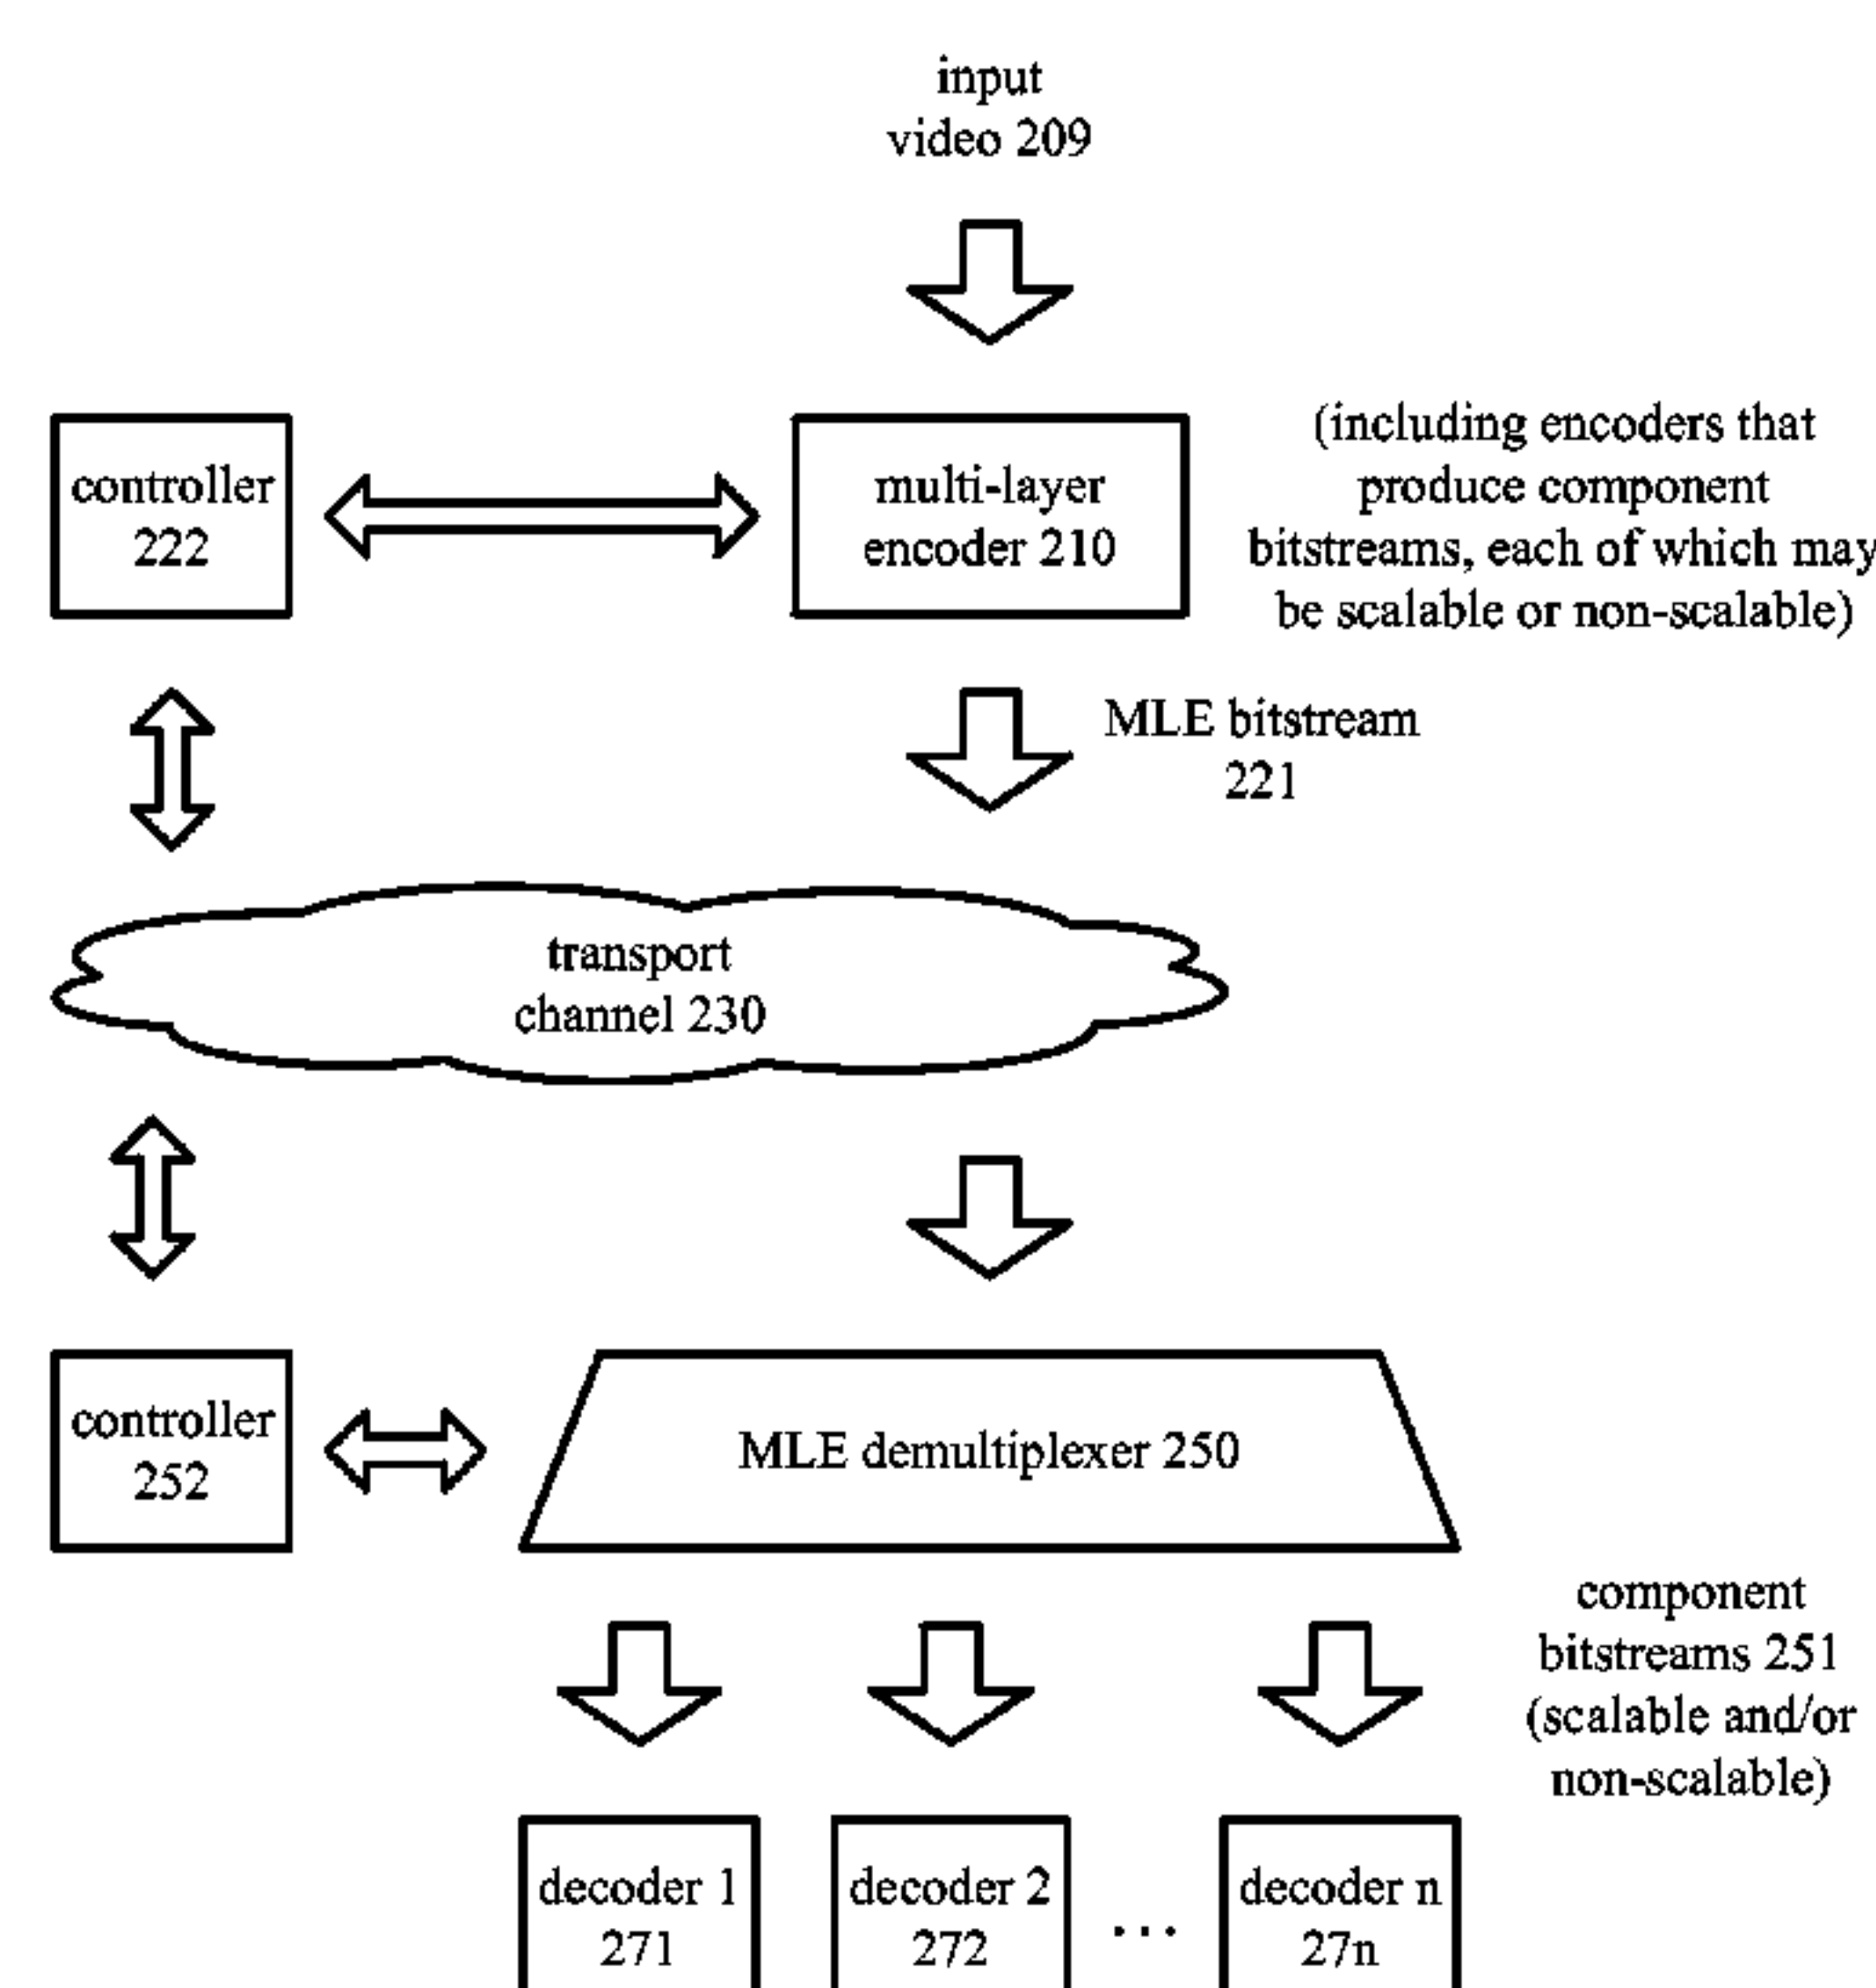 input
video 209
controller
222
multi-layer
encoder 210
(including encoders that
produce component
bitstreams, each of which may
be scalable or non-scalable)
MLE bitstream
221
transport
channel 230
controller
252
MLE demultiplexer 250
component
bitstreams 251
(scalable and/or
non-scalable)
decoder 1
271
decoder 2
272
...
decoder n
27n